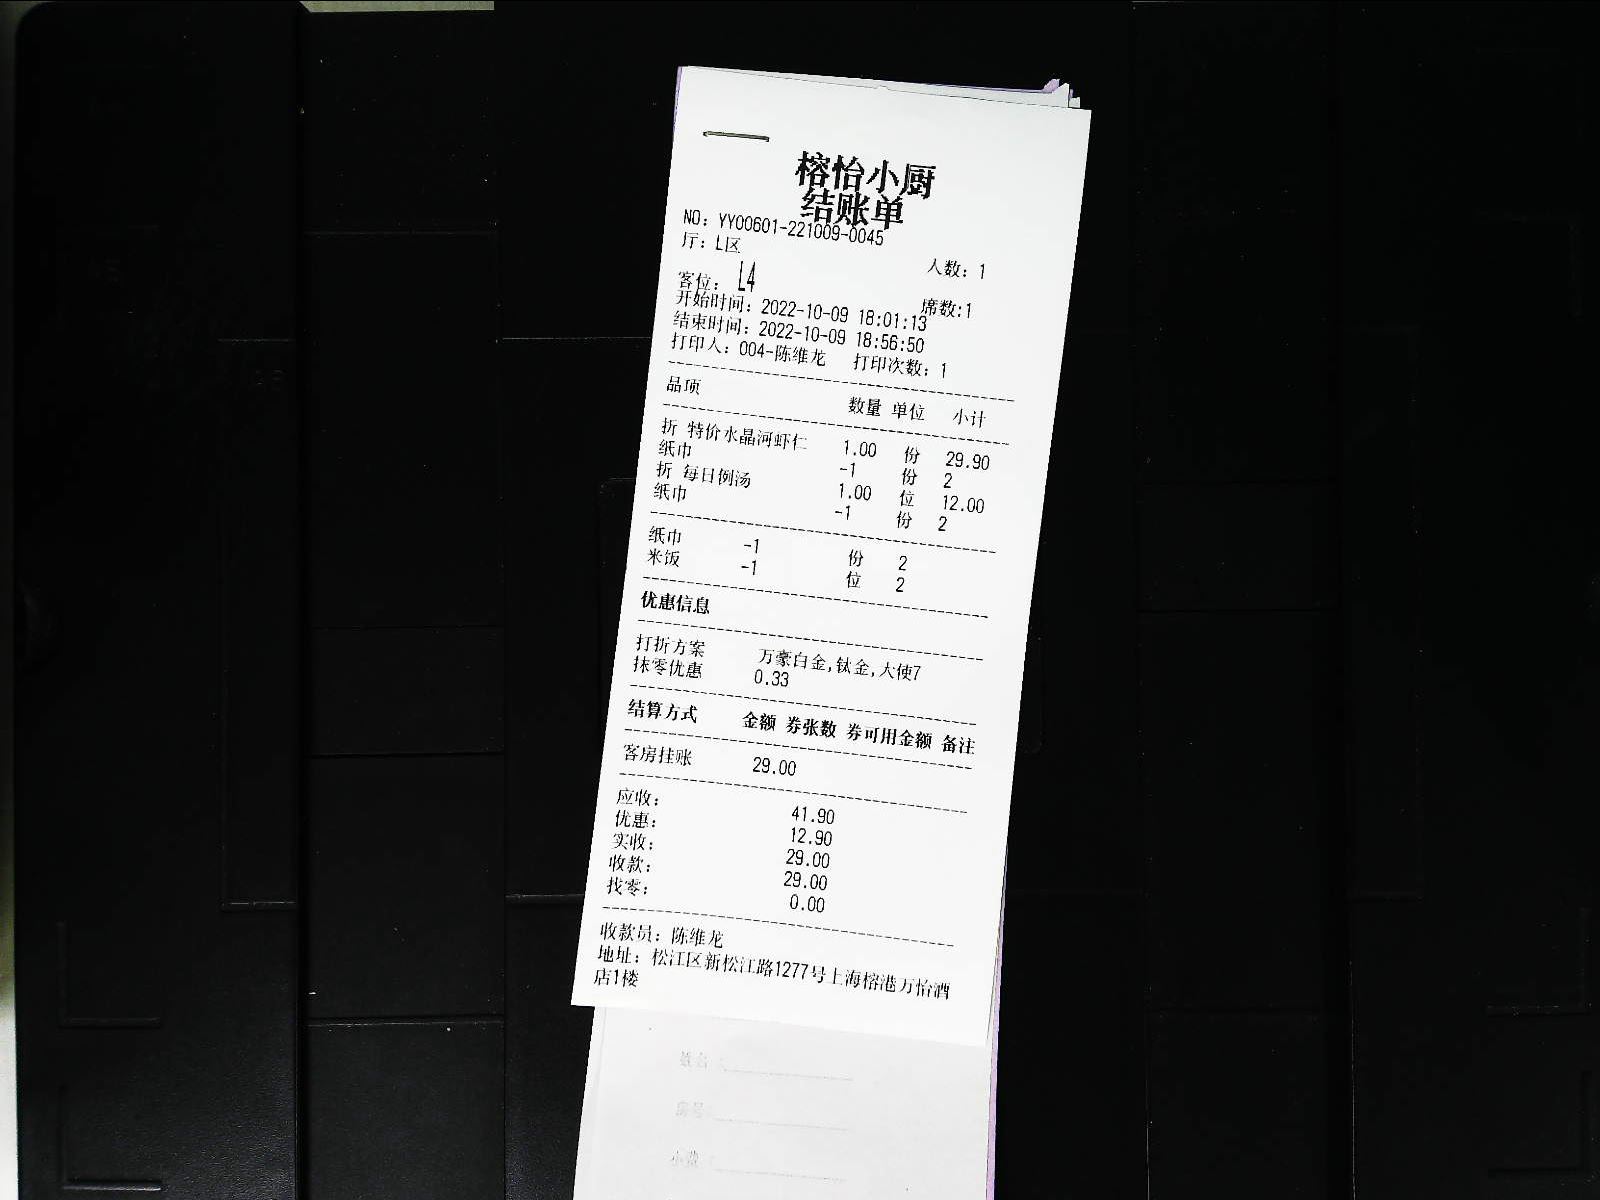 榕怡小厨
结账单
NO: YY00601-221009-0045
厅: L区
人数: 1
客位: L4
席数:1
开始时间: 2022-10-09 18:01:13
结束时间: 2022-10-09 18:56:50
打印人: 004-陈维龙 打印次数: 1
品项 数量 单位 小计
折 特价水晶河虾仁 1.00 份 29.90
纸巾 -1 份 2
折 每日例汤 1.00 位 12.00
纸巾 -1 份 2
纸巾 -1 份 2
米饭 -1 位 2
优惠信息
打折方案 万豪白金,钛金,大使7
抹零优惠 0.33
结算方式 金额 券张数 券可用金额 备注
客房挂账 29.00
应收: 41.90
优惠: 12.90
实收: 29.00
收款: 29.00
找零: 0.00
收款员: 陈维龙
地址: 松江区新松江路1277号上海榕港万怡酒
店1楼
姓名:
房号:
小费: